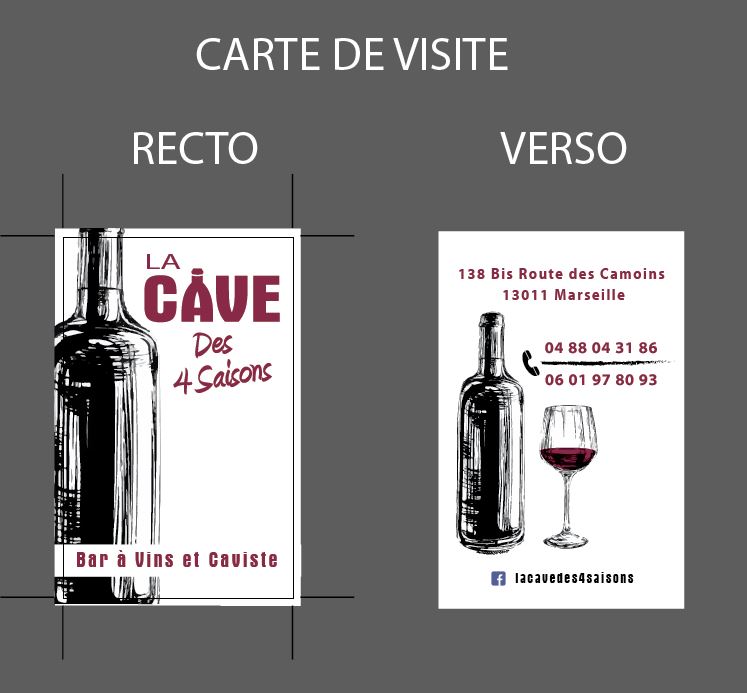 CARTE DE VISITE
RECTO
VERSO
LA
CAVE
Des
4 Saisons
Bar à Vins et Caviste
138 Bis Route des Camoins
13011 Marseille
04 88 04 31 86
06 01 97 80 93
lacavedes4saisons